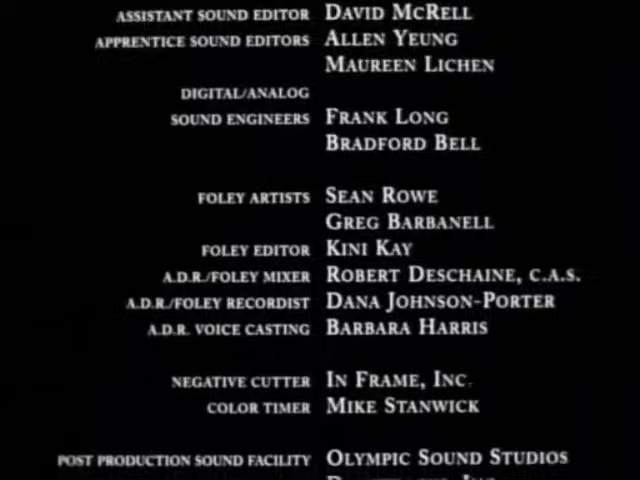 ASSISTANT SOUND EDITOR DAVID MCRELL
APPRENTICE SOUND EDITORS ALLEN YEUNG
MAUREEN LICHEN
DIGITAL/ANALOG
SOUND ENGINEERS FRANK LONG
BRADFORD BELL
FOLEY ARTISTS SEAN ROWE
GREG BARBANELL
FOLEY EDITOR KINI KAY
A.D.R./FOLEY MIXER ROBERT DESCHAINE, C.A.S.
A.D.R./FOLEY RECORDIST DANA JOHNSON-PORTER
A.D.R. VOICE CASTING BARBARA HARRIS
NEGATIVE CUTTER IN FRAME, INC.
COLOR TIMER MIKE STANWICK
POST PRODUCTION SOUND FACILITY OLYMPIC SOUND STUDIOS